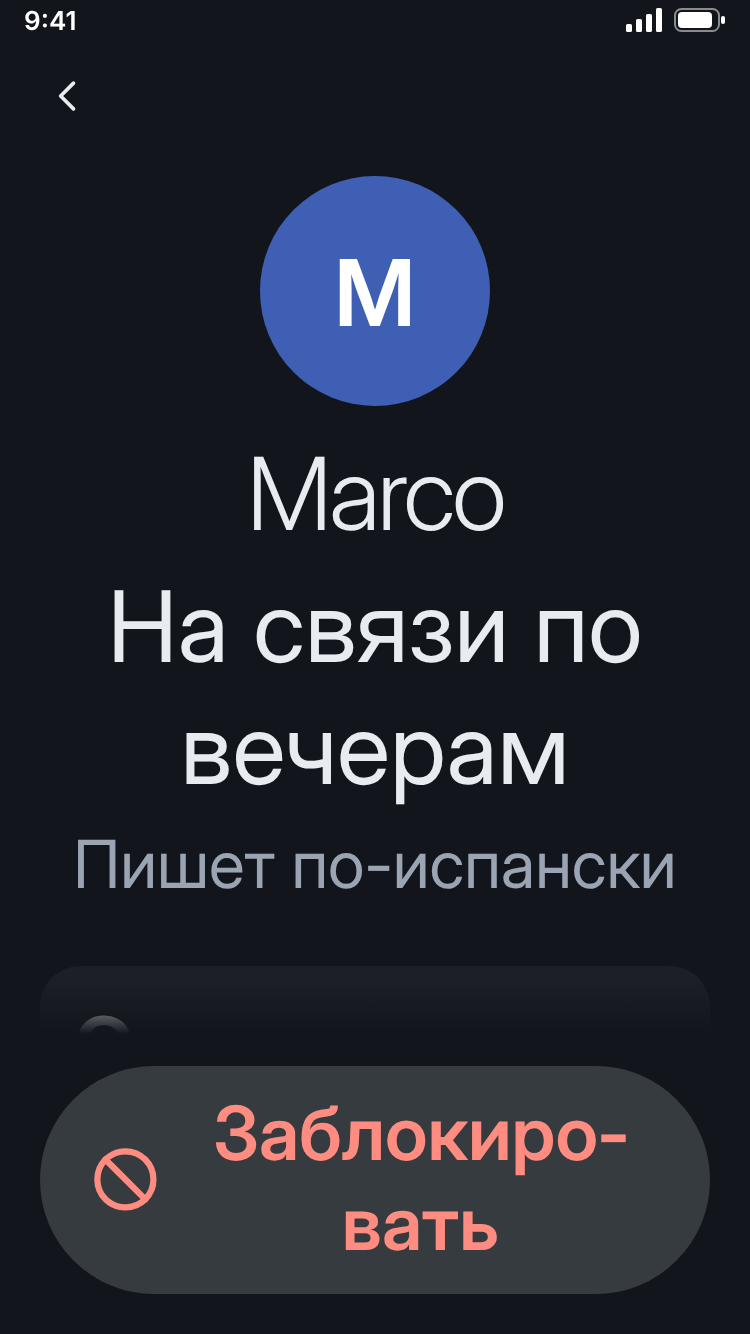 9:41
M
Marco
На связи по
вечерам
Пишет по-испански
Заблокиро-
вать